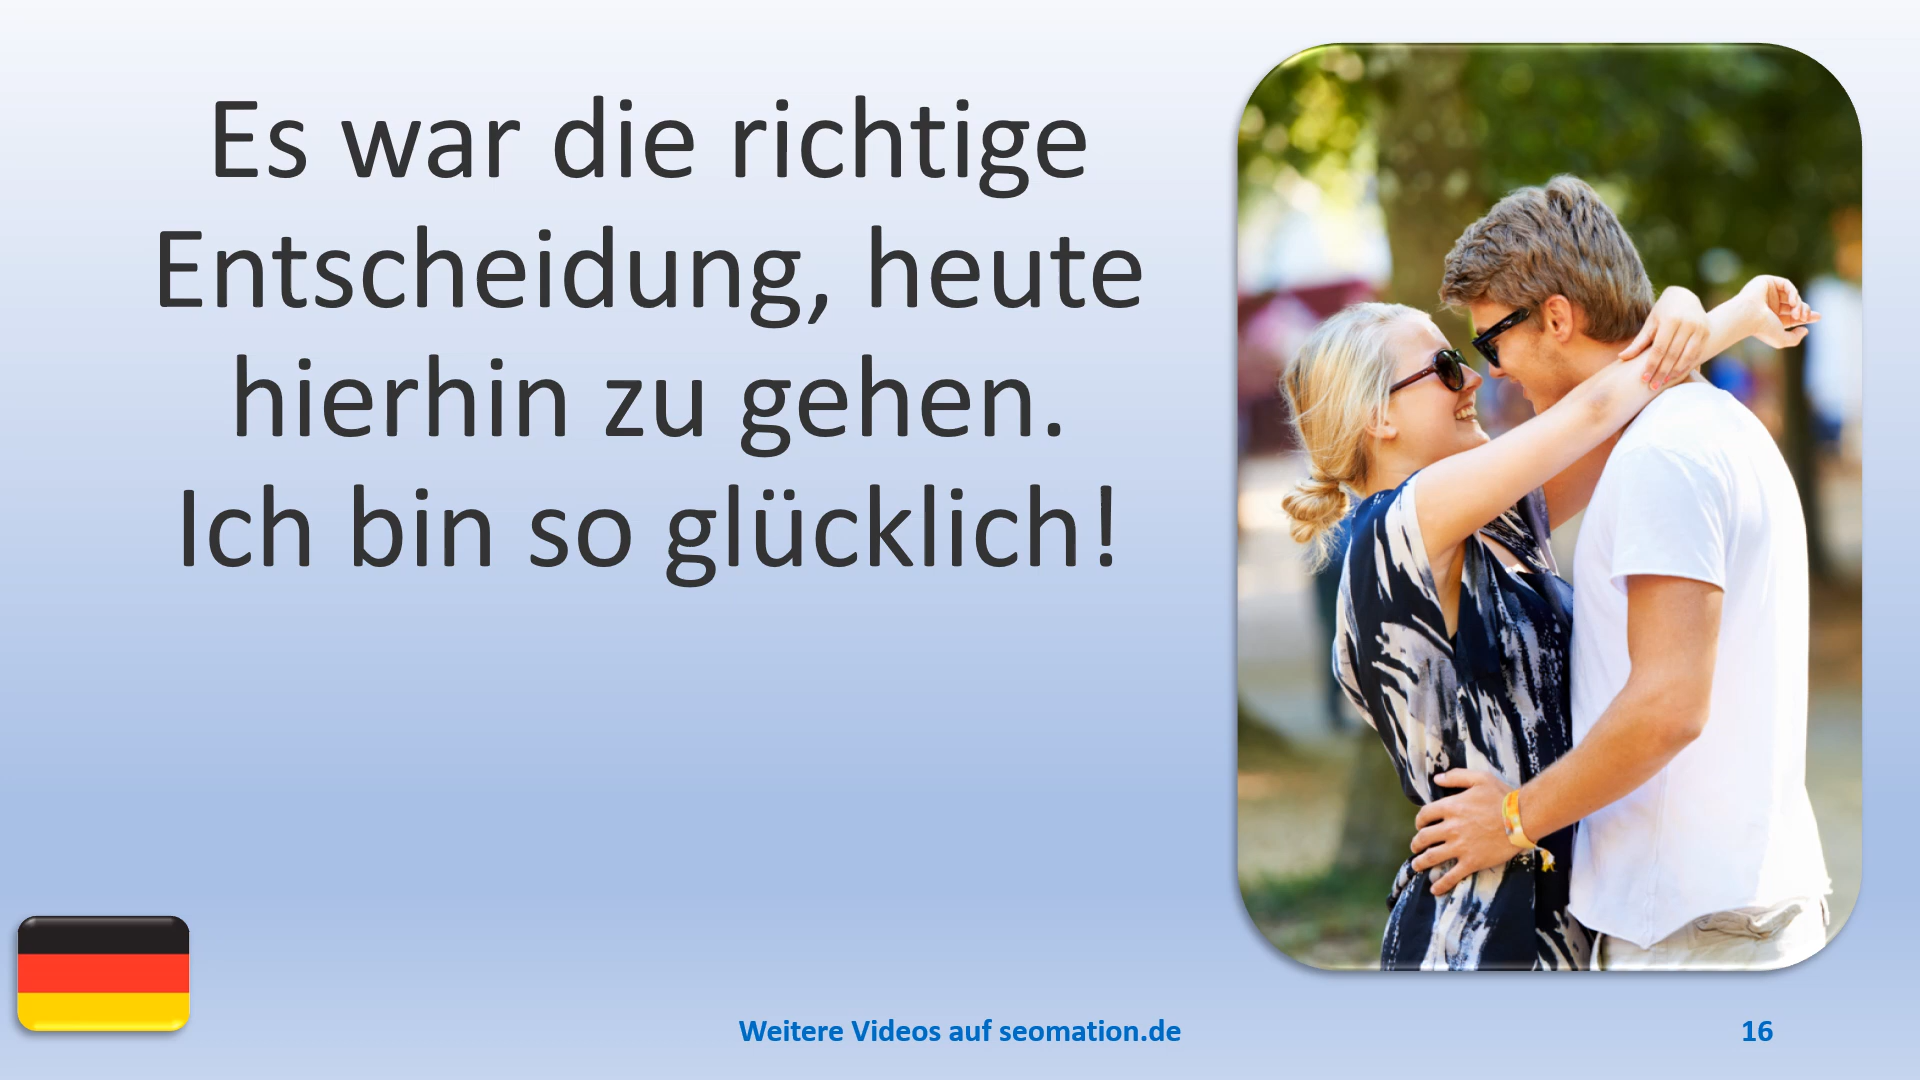 Es war die richtige
Entscheidung, heute
hierhin zu gehen.
Ich bin so glücklich!
Weitere Videos auf seomation.de
16